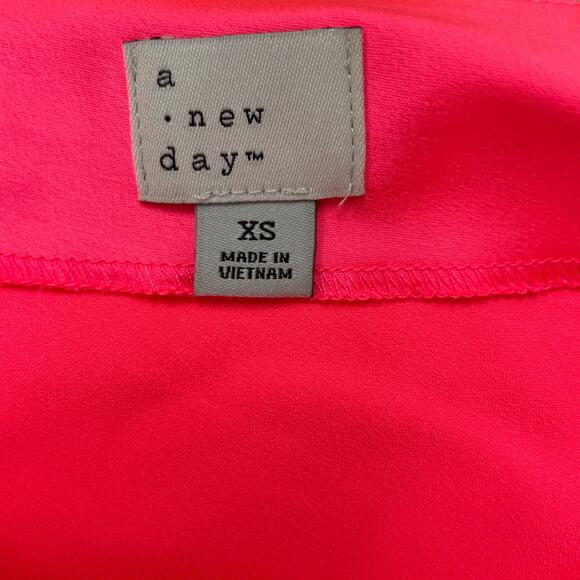 a
· new
day™
XS
MADE IN
VIETNAM